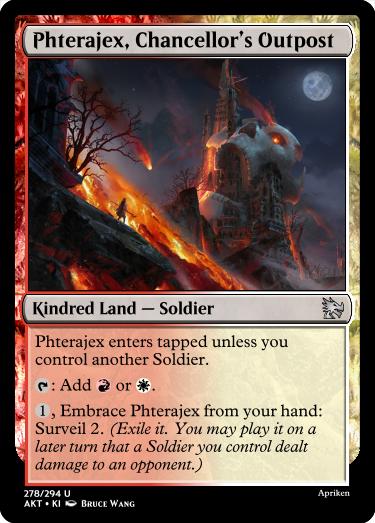 Phterajex, Chancellor's Outpost
Kindred Land — Soldier
Phterajex enters tapped unless you
control another Soldier.
: Add or .
1, Embrace Phterajex from your hand:
Surveil 2. (Exile it. You may play it on
a later turn that a Soldier you control dealt
damage to an opponent.)
278/294 U
Apriken
AKT • KI Bruce Wang